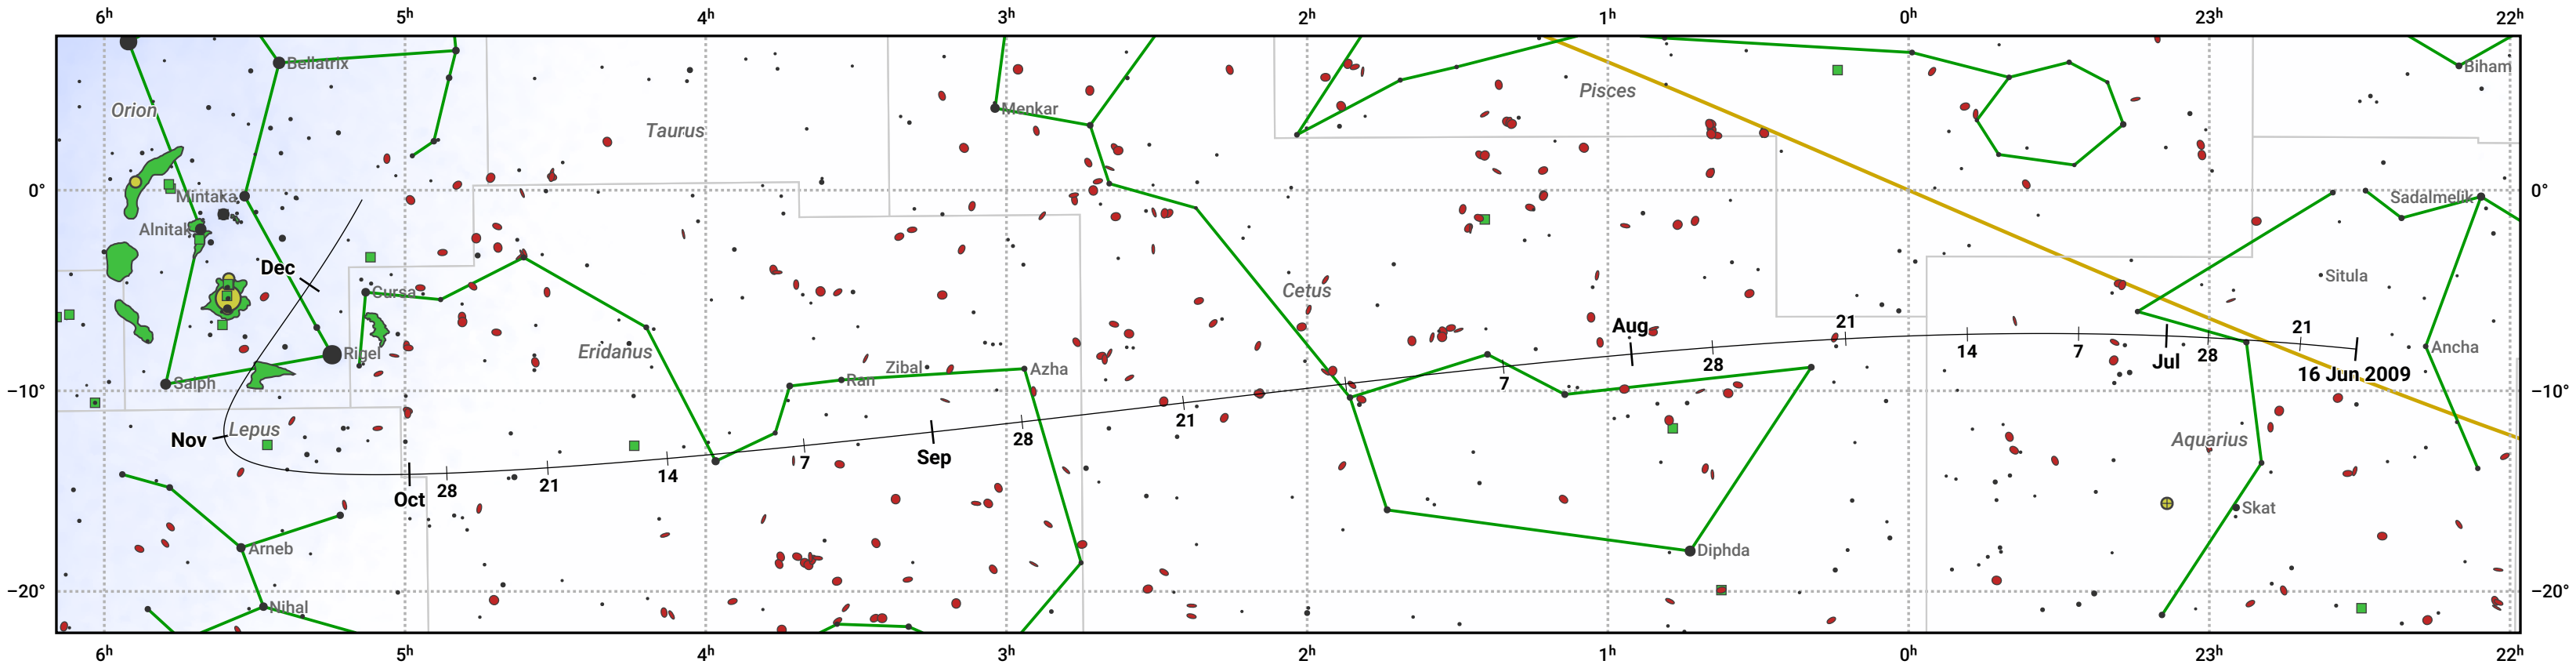 6h 5h 4h 3h 2h 1h 0h 23h 22h
Bellatrix
Biham
Orion
Menkar
Pisces
Taurus
0° 0°
Mintaka
Sadalmelik
Alnitak
Dec
Situla
Cursa
Cetus
Aug 21 21
Rigel
Eridanus
28 14 7 Jul 28
Ancha
Zibal
Azha
16 Jun 2009
Saiph
Ran
7
−10° −10°
21
Lepus
Nov
28
Aquarius
Sep
7
14
21
28
Oct
Skat
Arneb
Diphda
−20° −20°
Nihal
6h 5h 4h 3h 2h 1h 0h 23h 22h